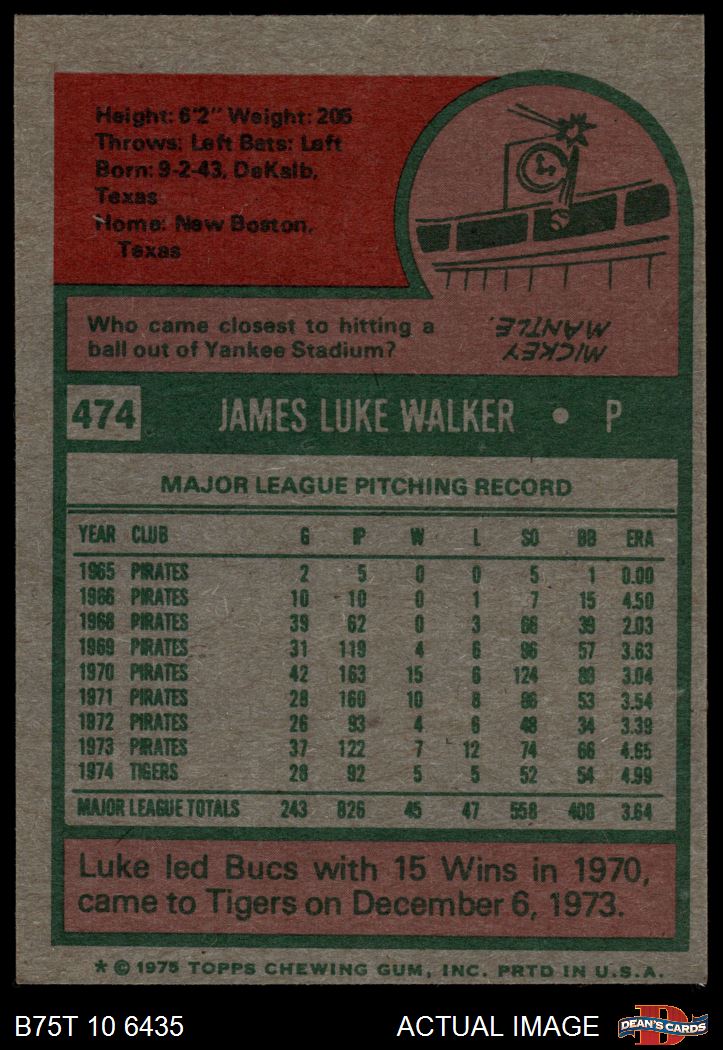 Height: 6'2" Weight: 205
Throws: Left Bats: Left
Born: 9-2-43, DeKalb,
Texas
Home: New Boston,
Texas
Who came closest to hitting a
ball out of Yankee Stadium?
MICKEY
MANTLE.
474 JAMES LUKE WALKER • P
MAJOR LEAGUE PITCHING RECORD
YEAR CLUB G IP W L SO BB ERA
1965 PIRATES 2 5 0 0 5 1 0.00
1966 PIRATES 10 10 0 1 7 15 4.50
1968 PIRATES 39 62 0 3 66 39 2.03
1969 PIRATES 31 119 4 6 96 57 3.63
1970 PIRATES 42 163 15 6 124 89 3.04
1971 PIRATES 28 160 10 8 86 53 3.54
1972 PIRATES 26 93 4 6 48 34 3.39
1973 PIRATES 37 122 7 12 74 66 4.65
1974 TIGERS 28 92 5 5 52 54 4.99
MAJOR LEAGUE TOTALS 243 826 45 47 558 408 3.64
Luke led Bucs with 15 Wins in 1970,
came to Tigers on December 6, 1973.
* © 1975 TOPPS CHEWING GUM, INC. PRTD IN U.S.A.
B75T 10 6435 ACTUAL IMAGE
DEAN'S CARDS